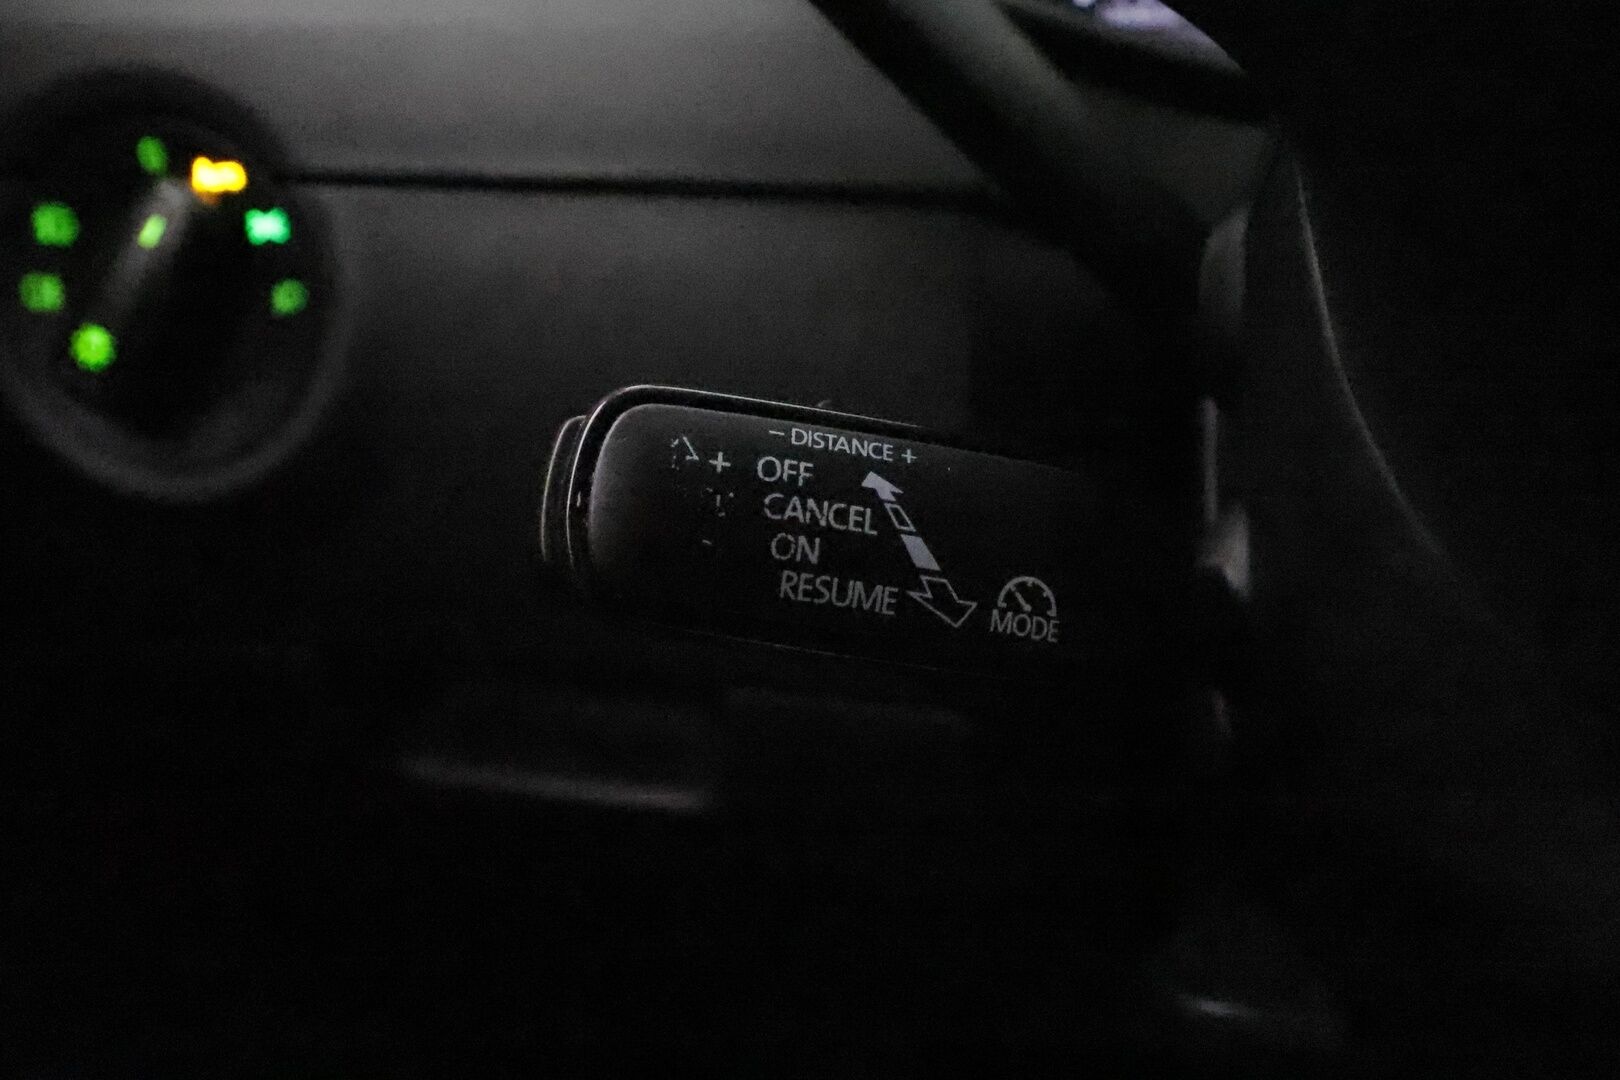 - DISTANCE +
+ OFF
CANCEL
ON
RESUME
MODE